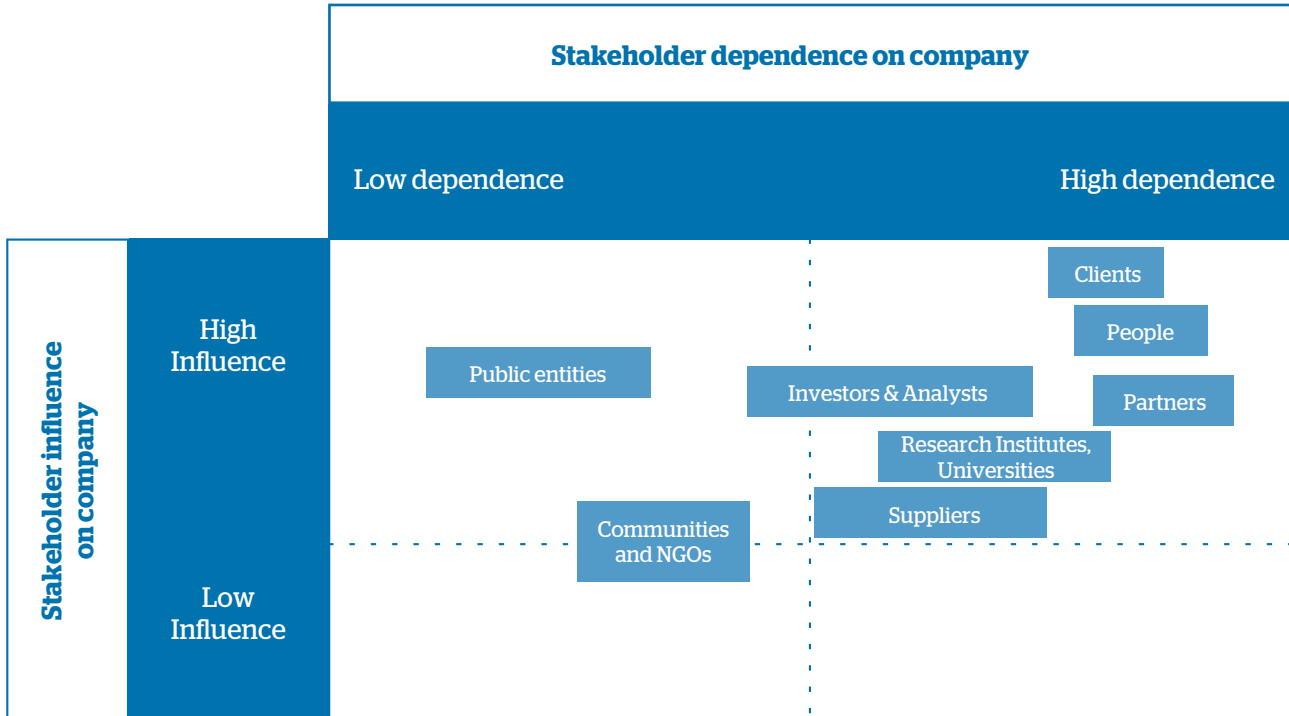 Stakeholder dependence on company
Low dependence
High dependence
Stakeholder influence
on company
High
Influence
Low
Influence
Clients
People
Public entities
Investors & Analysts
Partners
Research Institutes,
Universities
Suppliers
Communities
and NGOs